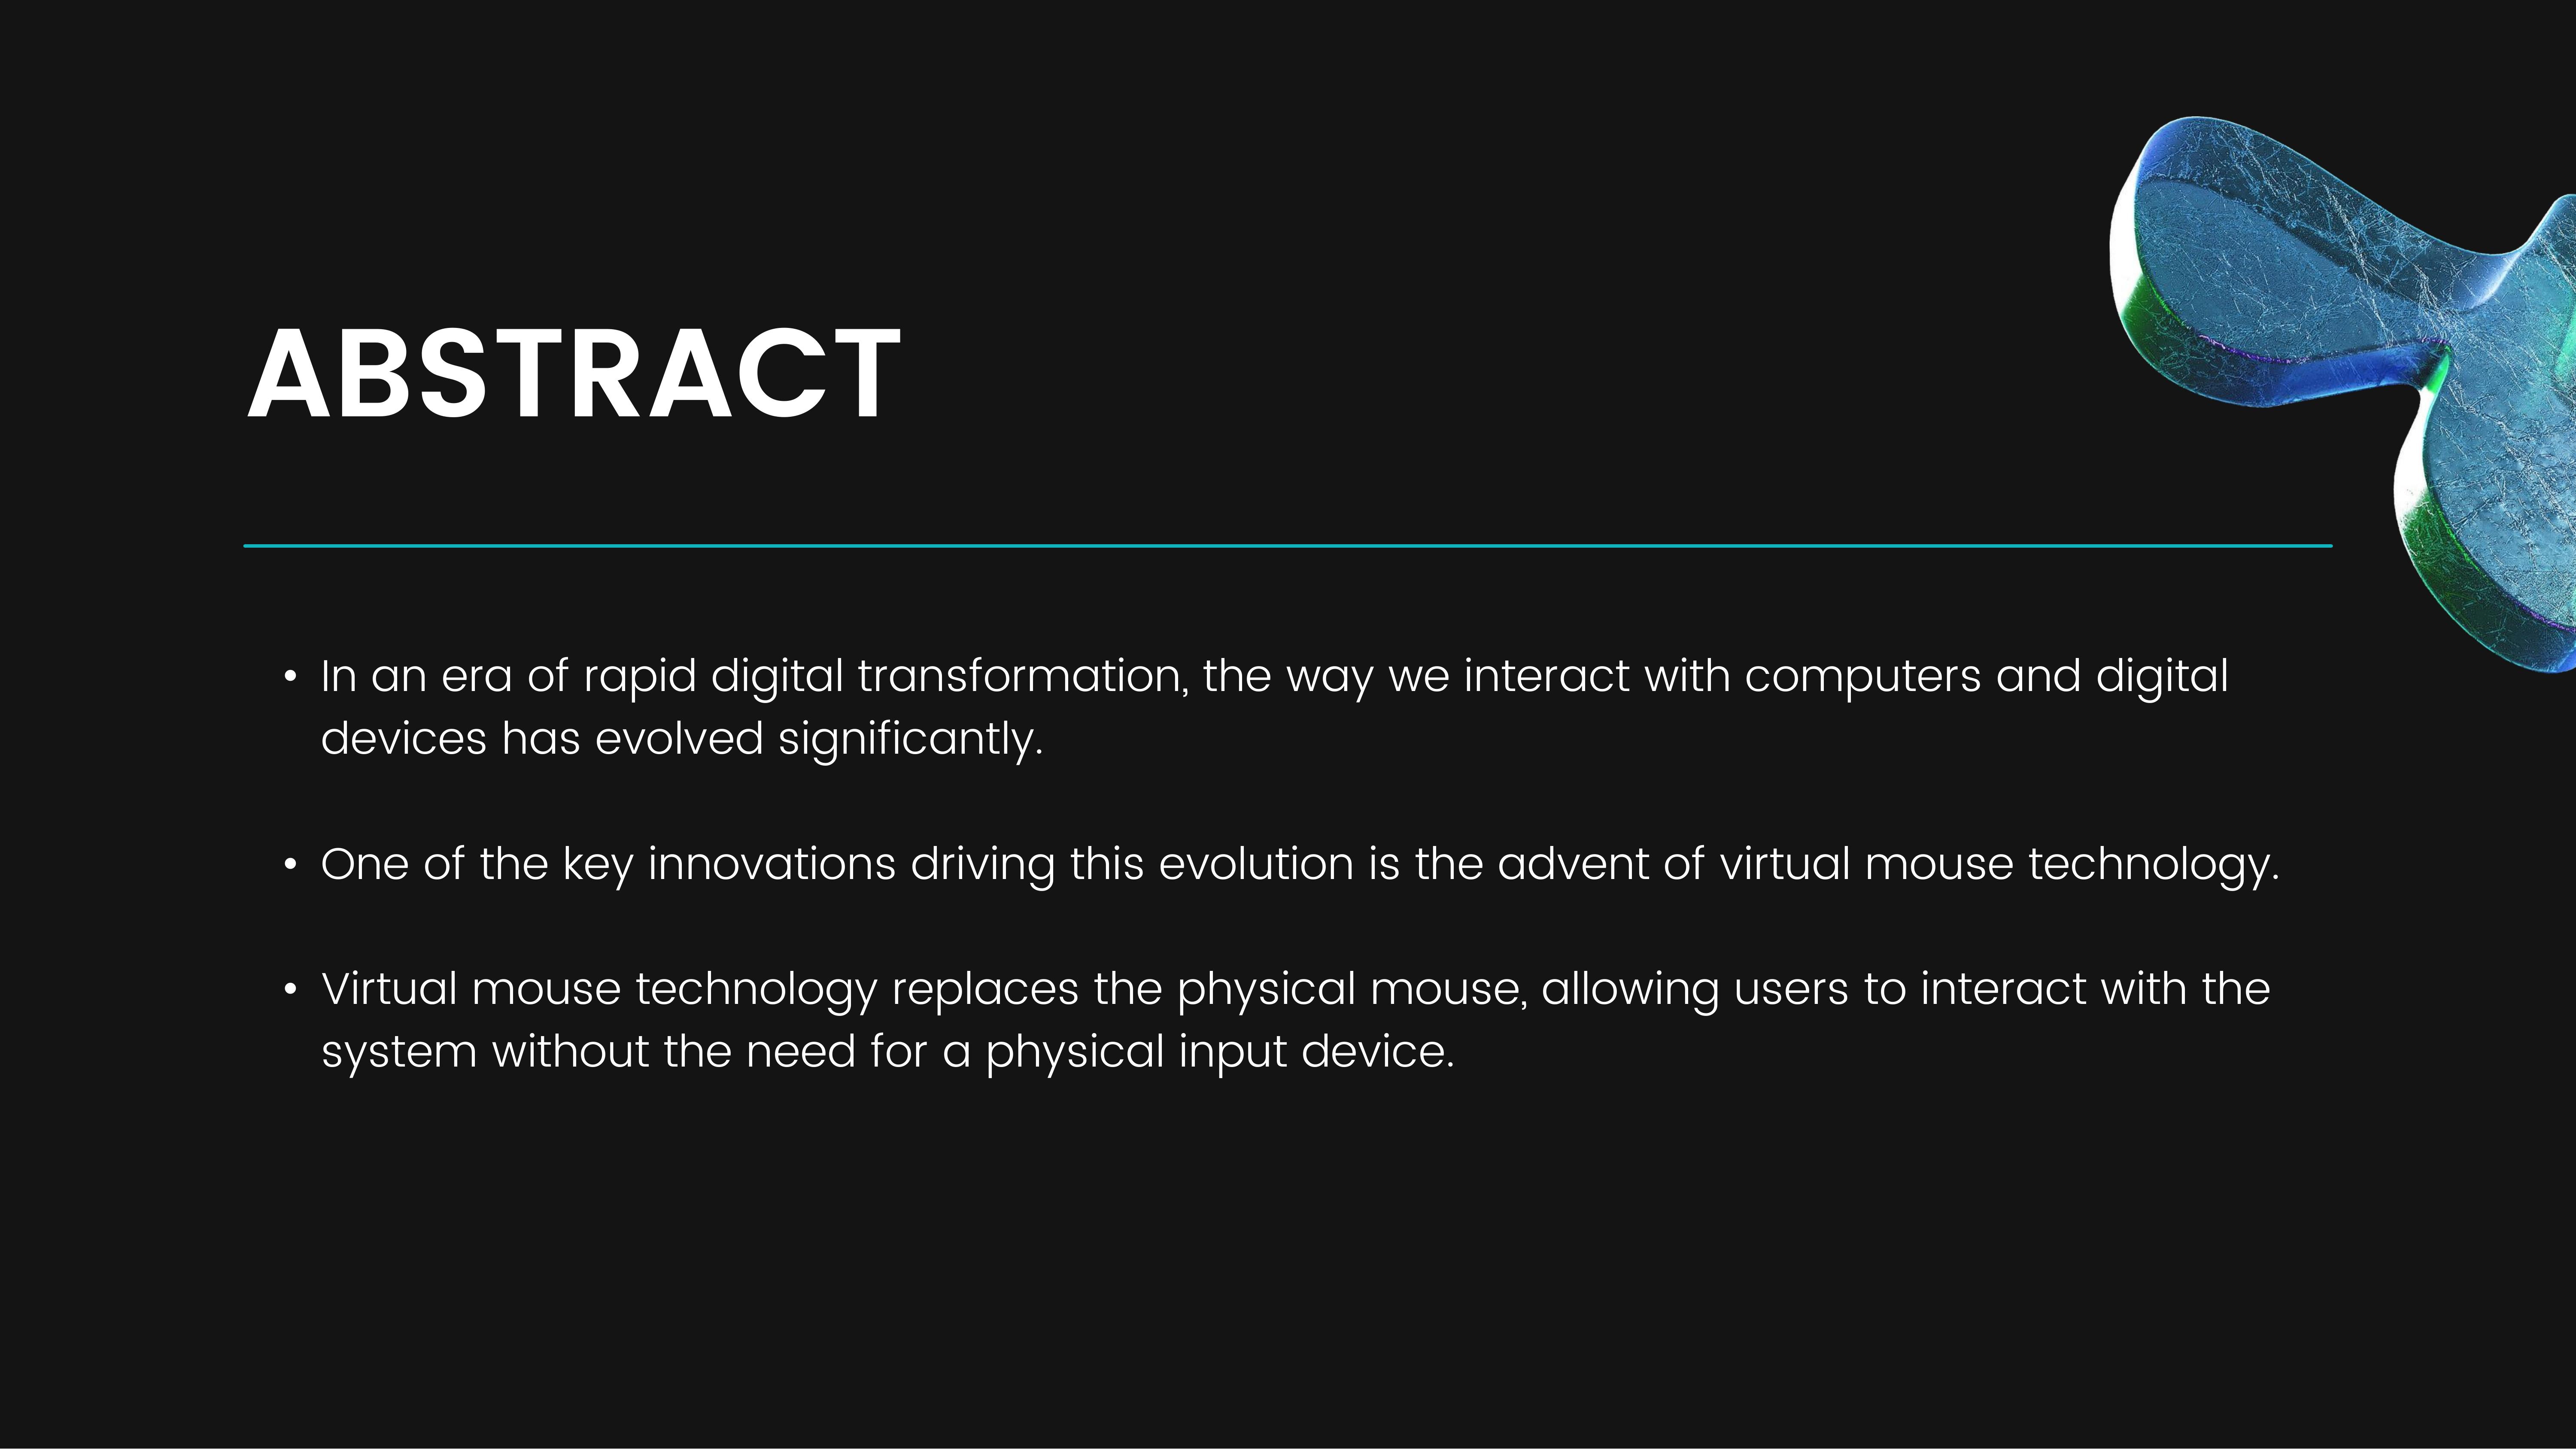 ABSTRACT
• In an era of rapid digital transformation, the way we interact with computers and digital
devices has evolved significantly.
• One of the key innovations driving this evolution is the advent of virtual mouse technology.
• Virtual mouse technology replaces the physical mouse, allowing users to interact with the
system without the need for a physical input device.